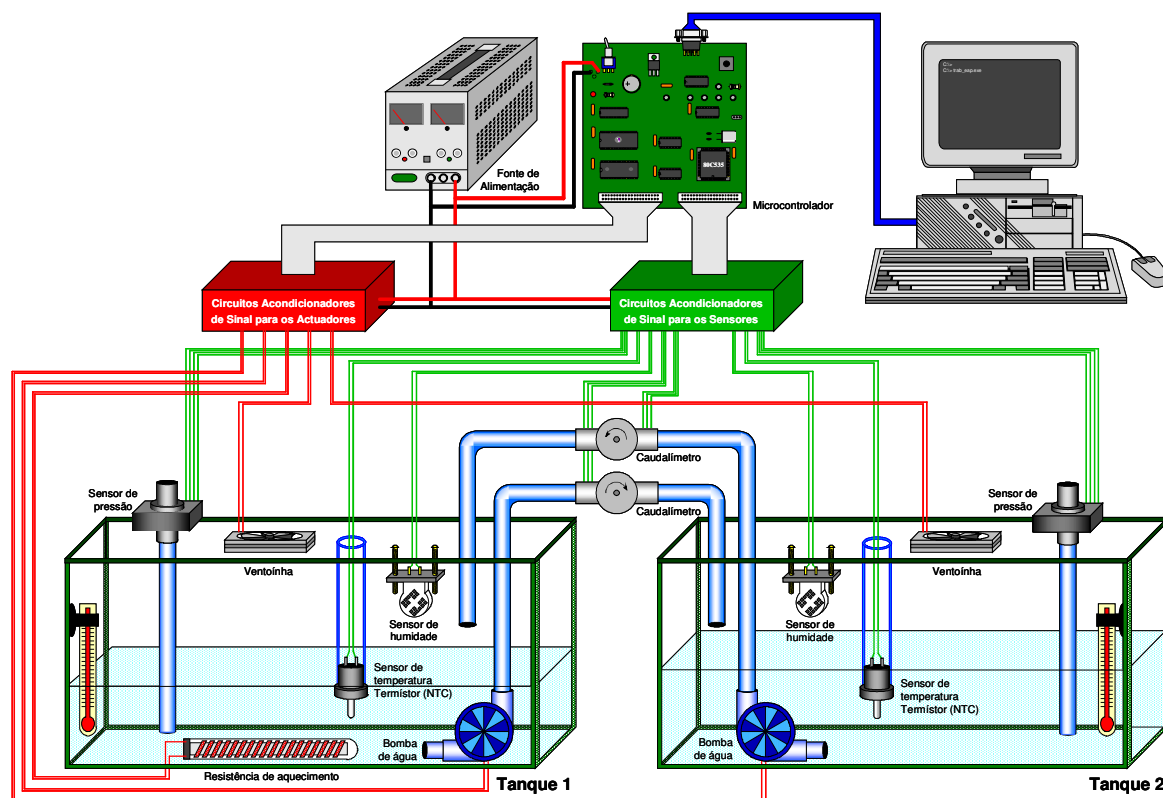 C:\>
C:\>msb_exp.exe
80C535
Fonte de
Alimentação
Microcontrolador
Circuitos Acondicionadores
de Sinal para os Actuadores
Circuitos Acondicionadores
de Sinal para os Sensores
Caudalímetro
Caudalímetro
Sensor de
pressão
Sensor de
pressão
Ventoínha
Ventoínha
Sensor de
humidade
Sensor de
humidade
Sensor de
temperatura
Termístor (NTC)
Sensor de
temperatura
Termístor (NTC)
Bomba
de água
Bomba
de água
Resistência de aquecimento
Tanque 1
Tanque 2